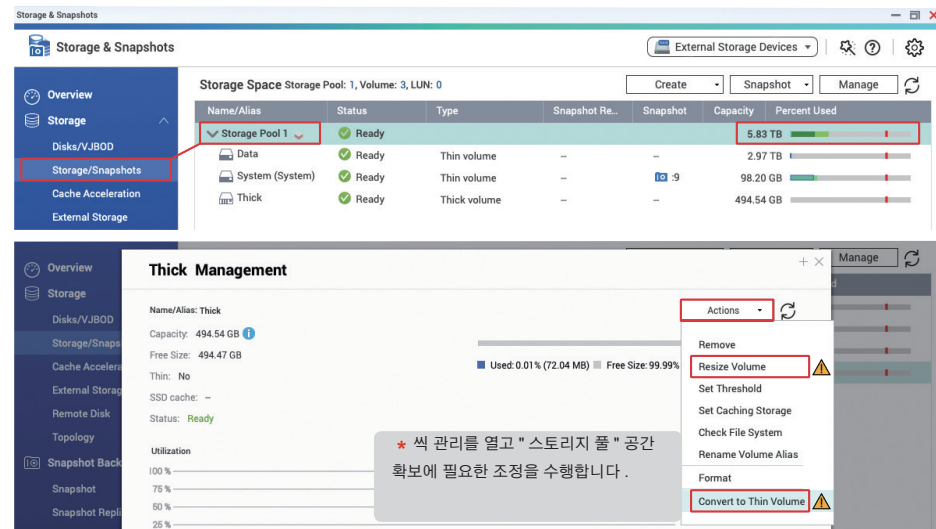 Storage & Snapshots
Storage & Snapshots
External Storage Devices
Overview
Storage
Disks/VJBOD
Storage/Snapshots
Cache Acceleration
External Storage
Storage Space Storage Pool: 1, Volume: 3, LUN: 0
Create
Snapshot
Manage
Name/Alias Status Type Snapshot Re... Snapshot Capacity Percent Used
Storage Pool 1 Ready 5.83 TB
Data Ready Thin volume – – 2.97 TB
System (System) Ready Thin volume – :9 98.20 GB
Thick Ready Thick volume – – 494.54 GB
Overview
Storage
Disks/VJBOD
Storage/Snaps
Cache Accelera
External Storag
Remote Disk
Topology
Snapshot Back
Snapshot
Snapshot Repli
Manage
d
Thick Management
Name/Alias: Thick
Capacity: 494.54 GB
Free Size: 494.47 GB
Thin: No
SSD cache: –
Status: Ready
Used: 0.01% (72.04 MB) Free Size: 99.99%
Utilization
100 %
75 %
60 %
25 %
Actions
Remove
Resize Volume
Set Threshold
Set Caching Storage
Check File System
Rename Volume Alias
Format
Convert to Thin Volume
* 씩 관리를 열고 " 스토리지 풀 " 공간
확보에 필요한 조정을 수행합니다 .